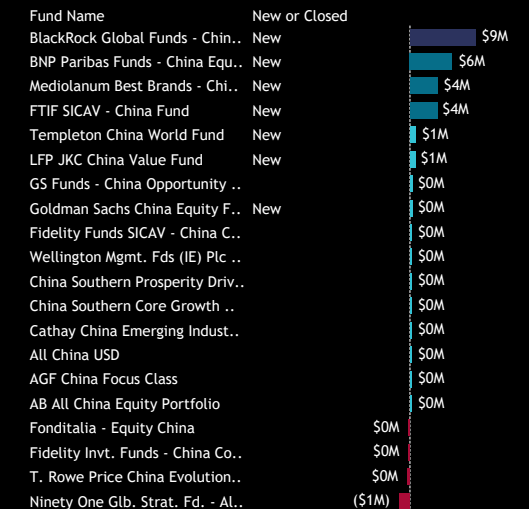 Fund Name New or Closed
BlackRock Global Funds - Chin.. New $9M
BNP Paribas Funds - China Equ.. New $6M
Mediolanum Best Brands - Chi.. New $4M
FTIF SICAV - China Fund New $4M
Templeton China World Fund New $1M
LFP JKC China Value Fund New $1M
GS Funds - China Opportunity .. $0M
Goldman Sachs China Equity F.. New $0M
Fidelity Funds SICAV - China C.. $0M
Wellington Mgmt. Fds (IE) Plc .. $0M
China Southern Prosperity Driv.. $0M
China Southern Core Growth .. $0M
Cathay China Emerging Indust.. $0M
All China USD $0M
AGF China Focus Class $0M
AB All China Equity Portfolio $0M
Fonditalia - Equity China $0M
Fidelity Invt. Funds - China Co.. $0M
T. Rowe Price China Evolution.. $0M
Ninety One Glb. Strat. Fd. - Al.. ($1M)